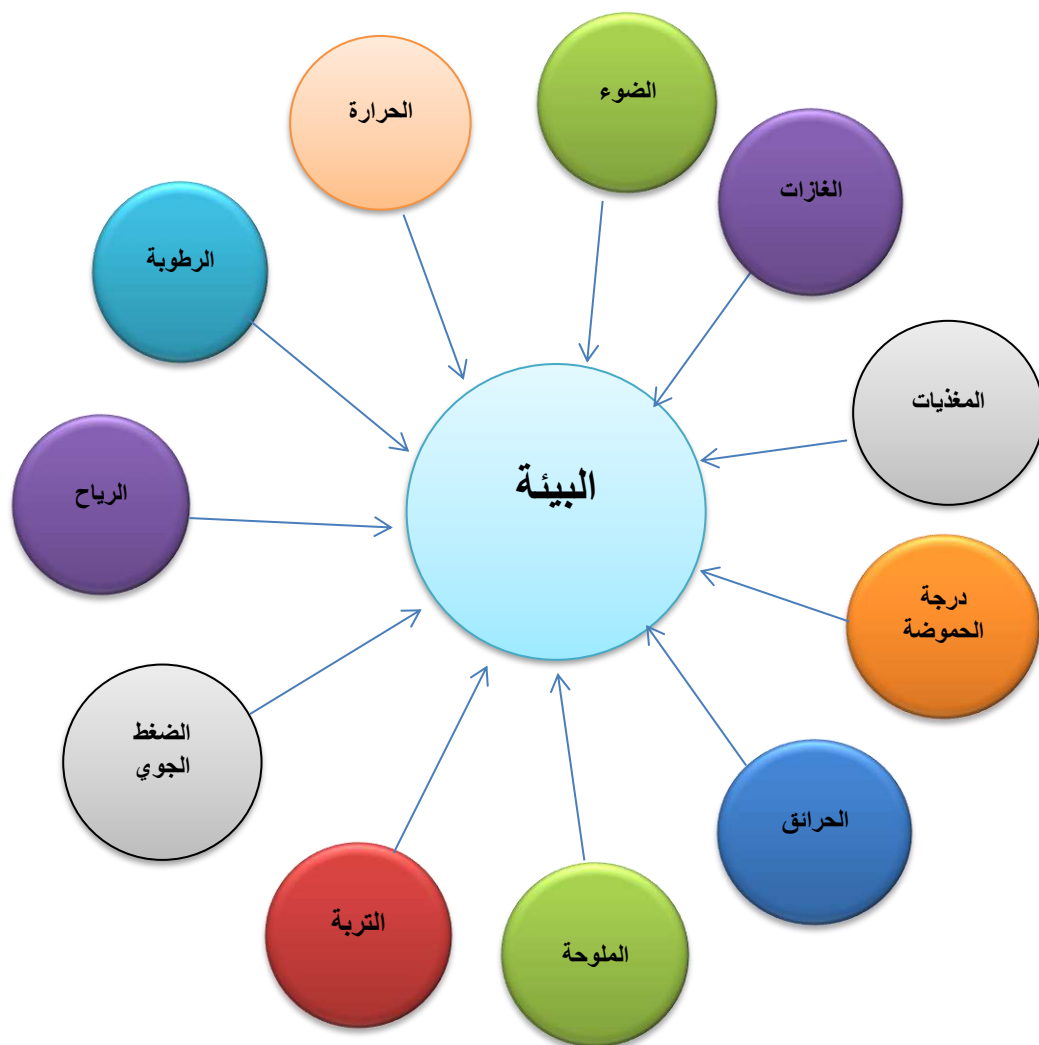 الضوء
الحرارة
الغازات
الرطوبة
المغذيات
البيئة
الرياح
درجة
الحموضة
الضغط
الجوي
الحرائق
التربة
الملوحة